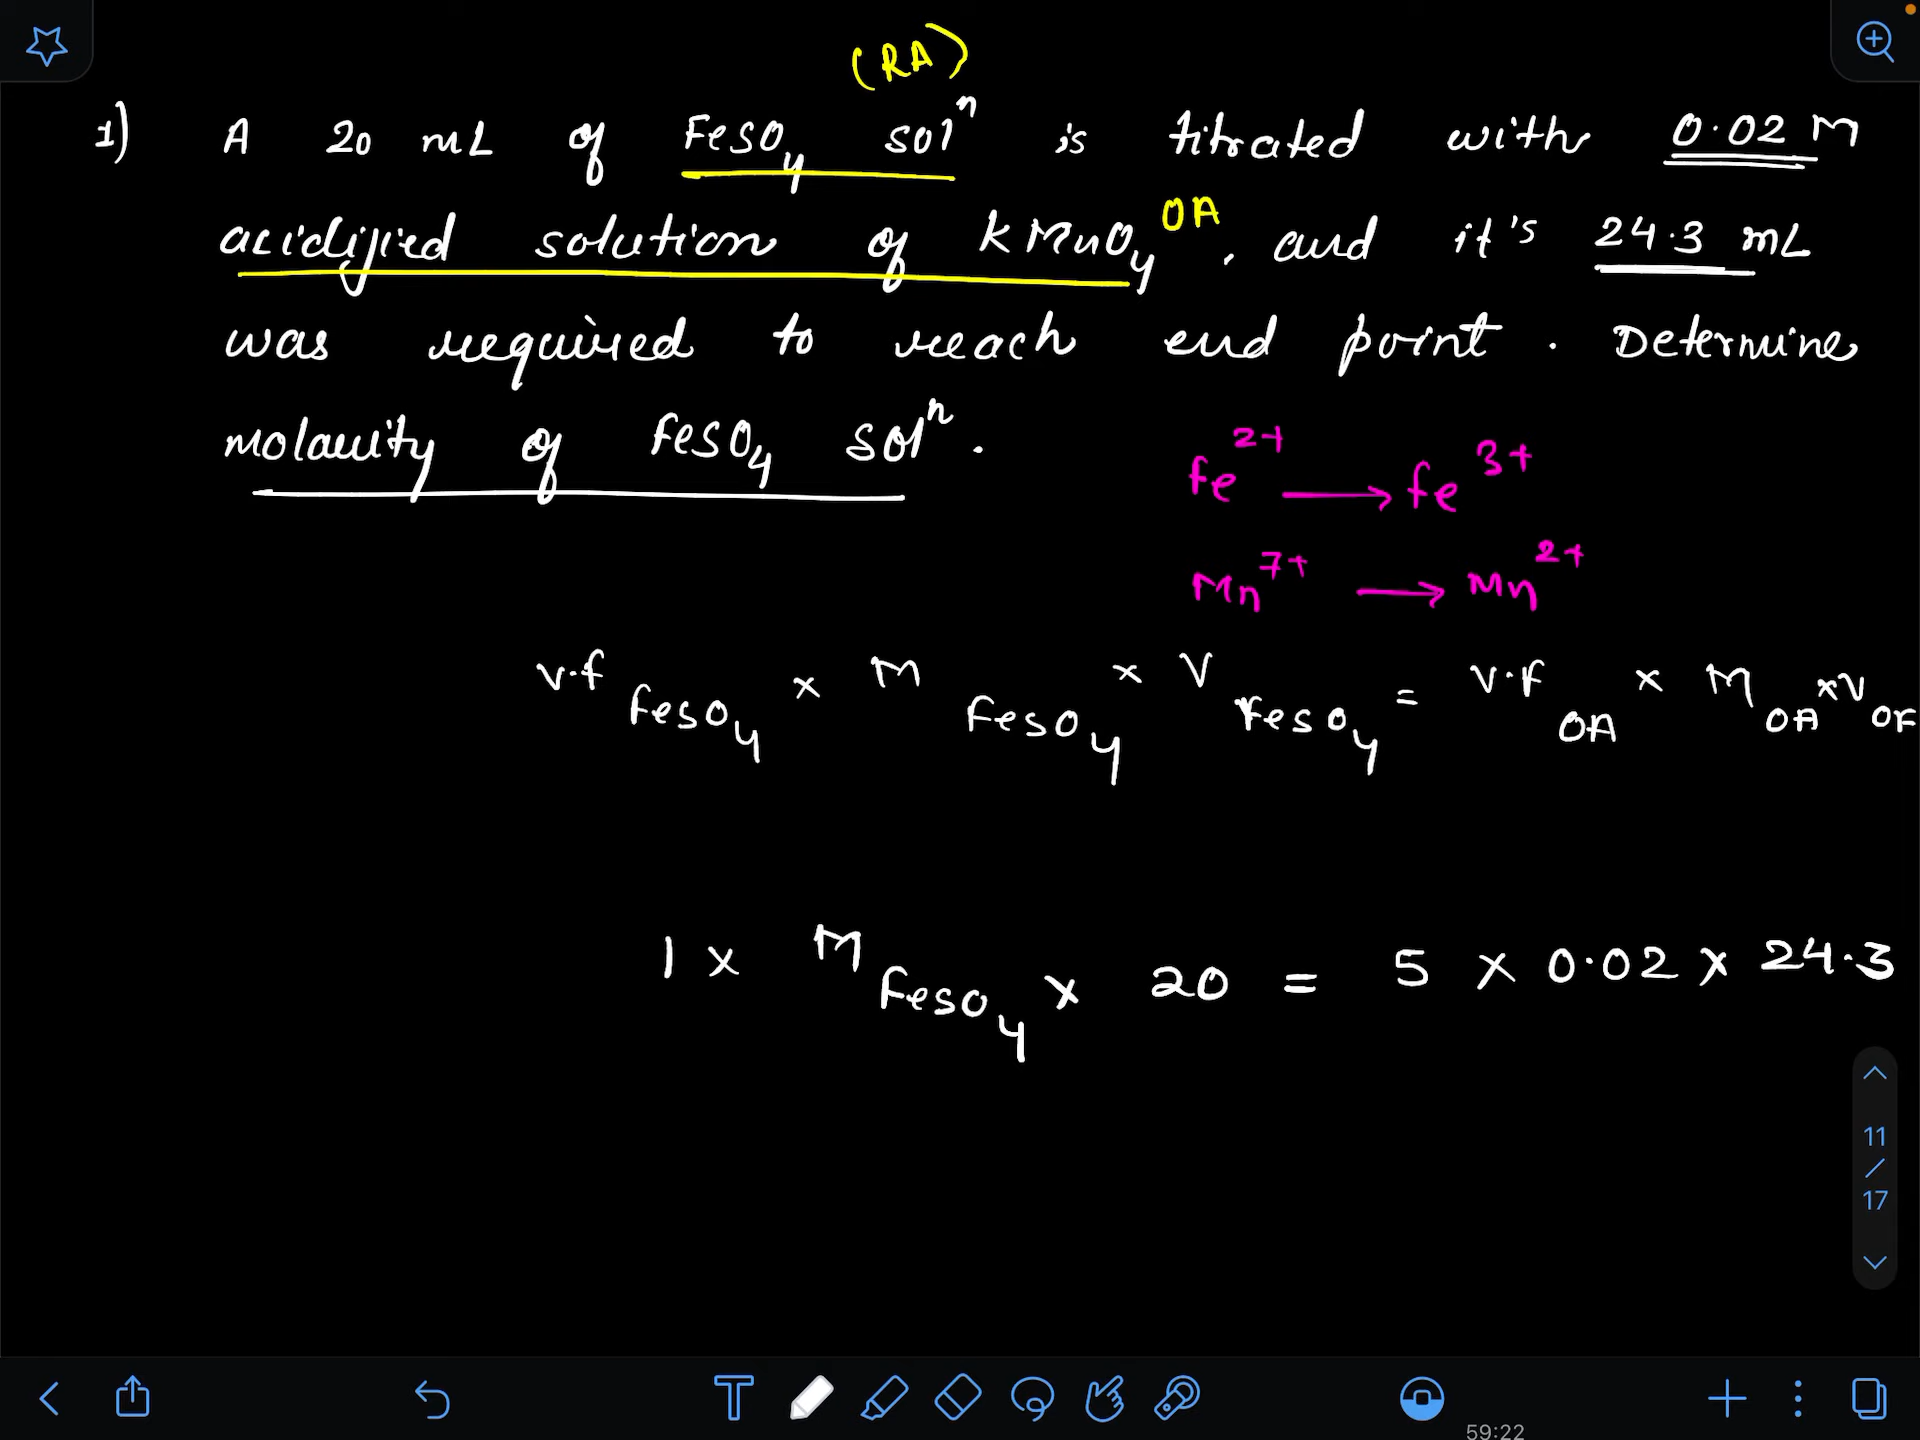 (RA)
1) A 20 mL of FeSO4 solⁿ is titrated with 0.02 M
acidified solution of KMnO4 OA, and it's 24.3 mL
was required to reach end point. Determine
molarity of FeSO4 solⁿ.
Fe²⁺ → Fe³⁺
Mn⁷⁺ → Mn²⁺
v.f FeSO4 × M FeSO4 × V FeSO4 = V.F OA × M OA × V OF
1 × M FeSO4 × 20 = 5 × 0.02 × 24.3
11
/
17
T
59:22